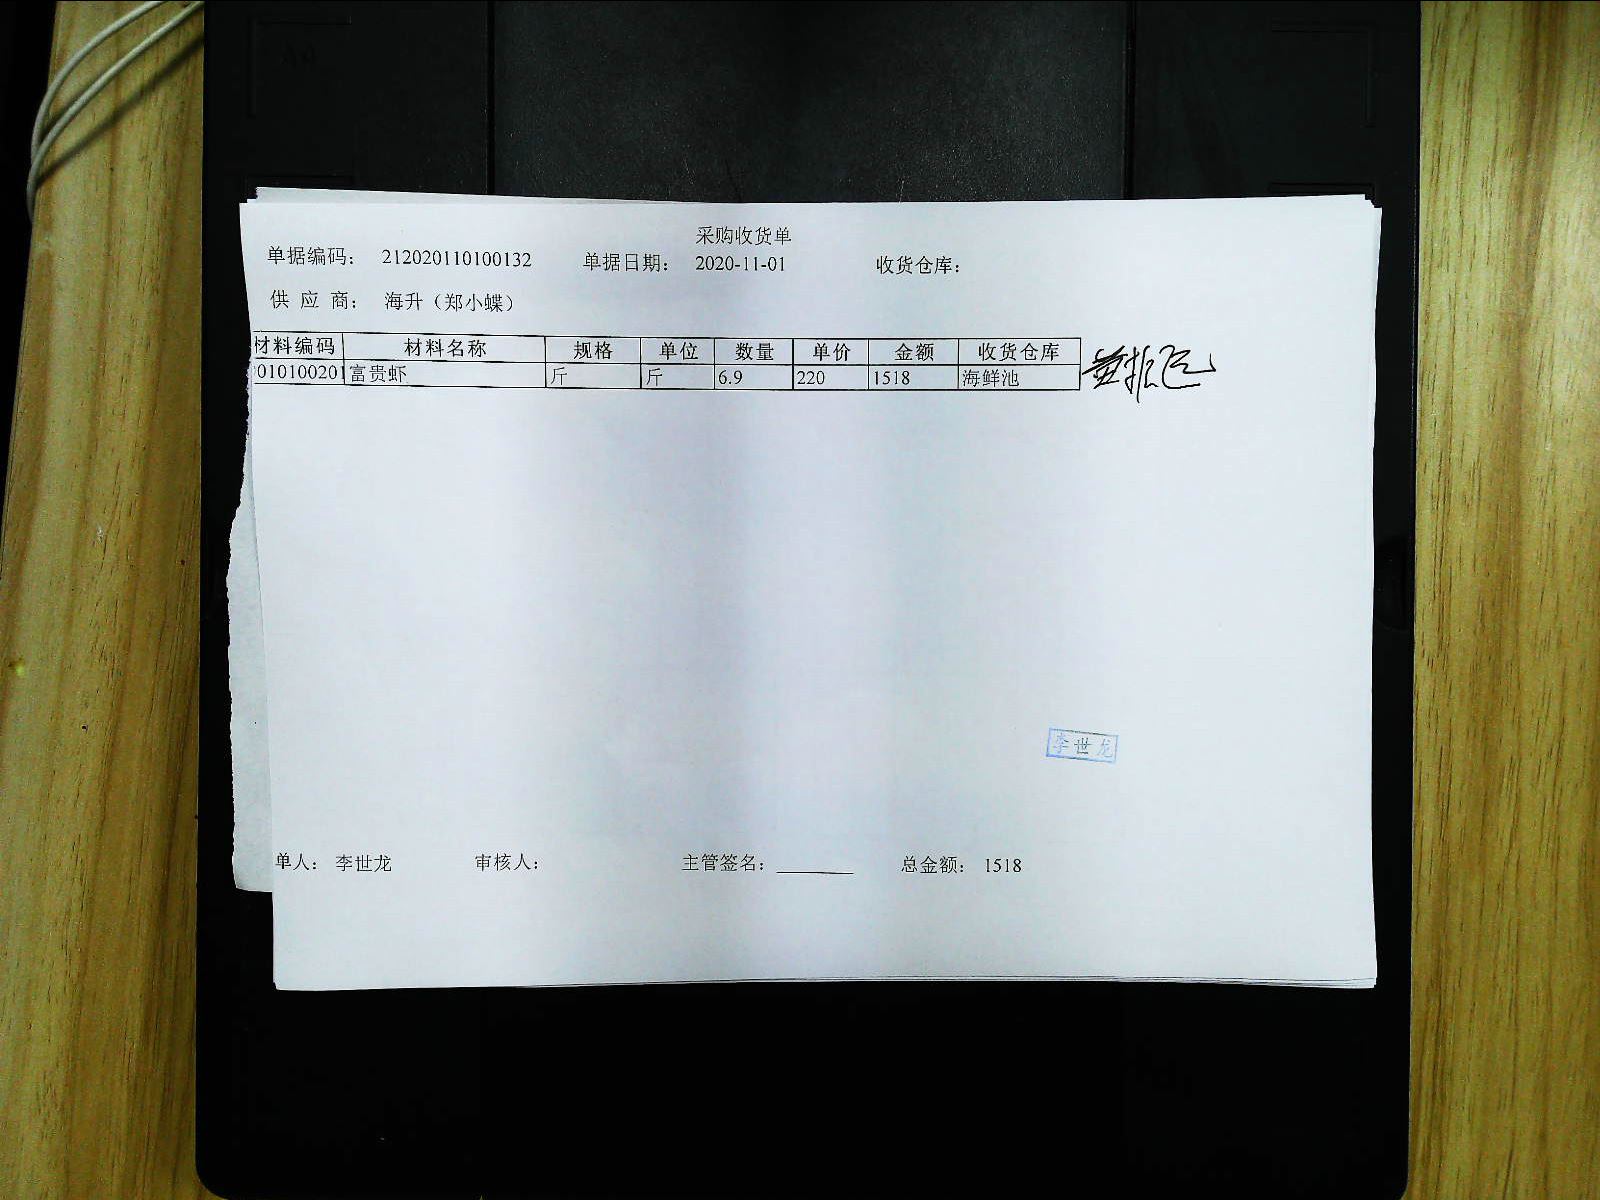 采购收货单
单据编码： 212020110100132 单据日期： 2020-11-01 收货仓库：
供 应 商： 海升（郑小蝶）
材料编码 材料名称 规格 单位 数量 单价 金额 收货仓库
010100201 富贵虾 斤 斤 6.9 220 1518 海鲜池
李世龙
单人： 李世龙 审核人： 主管签名： 总金额： 1518